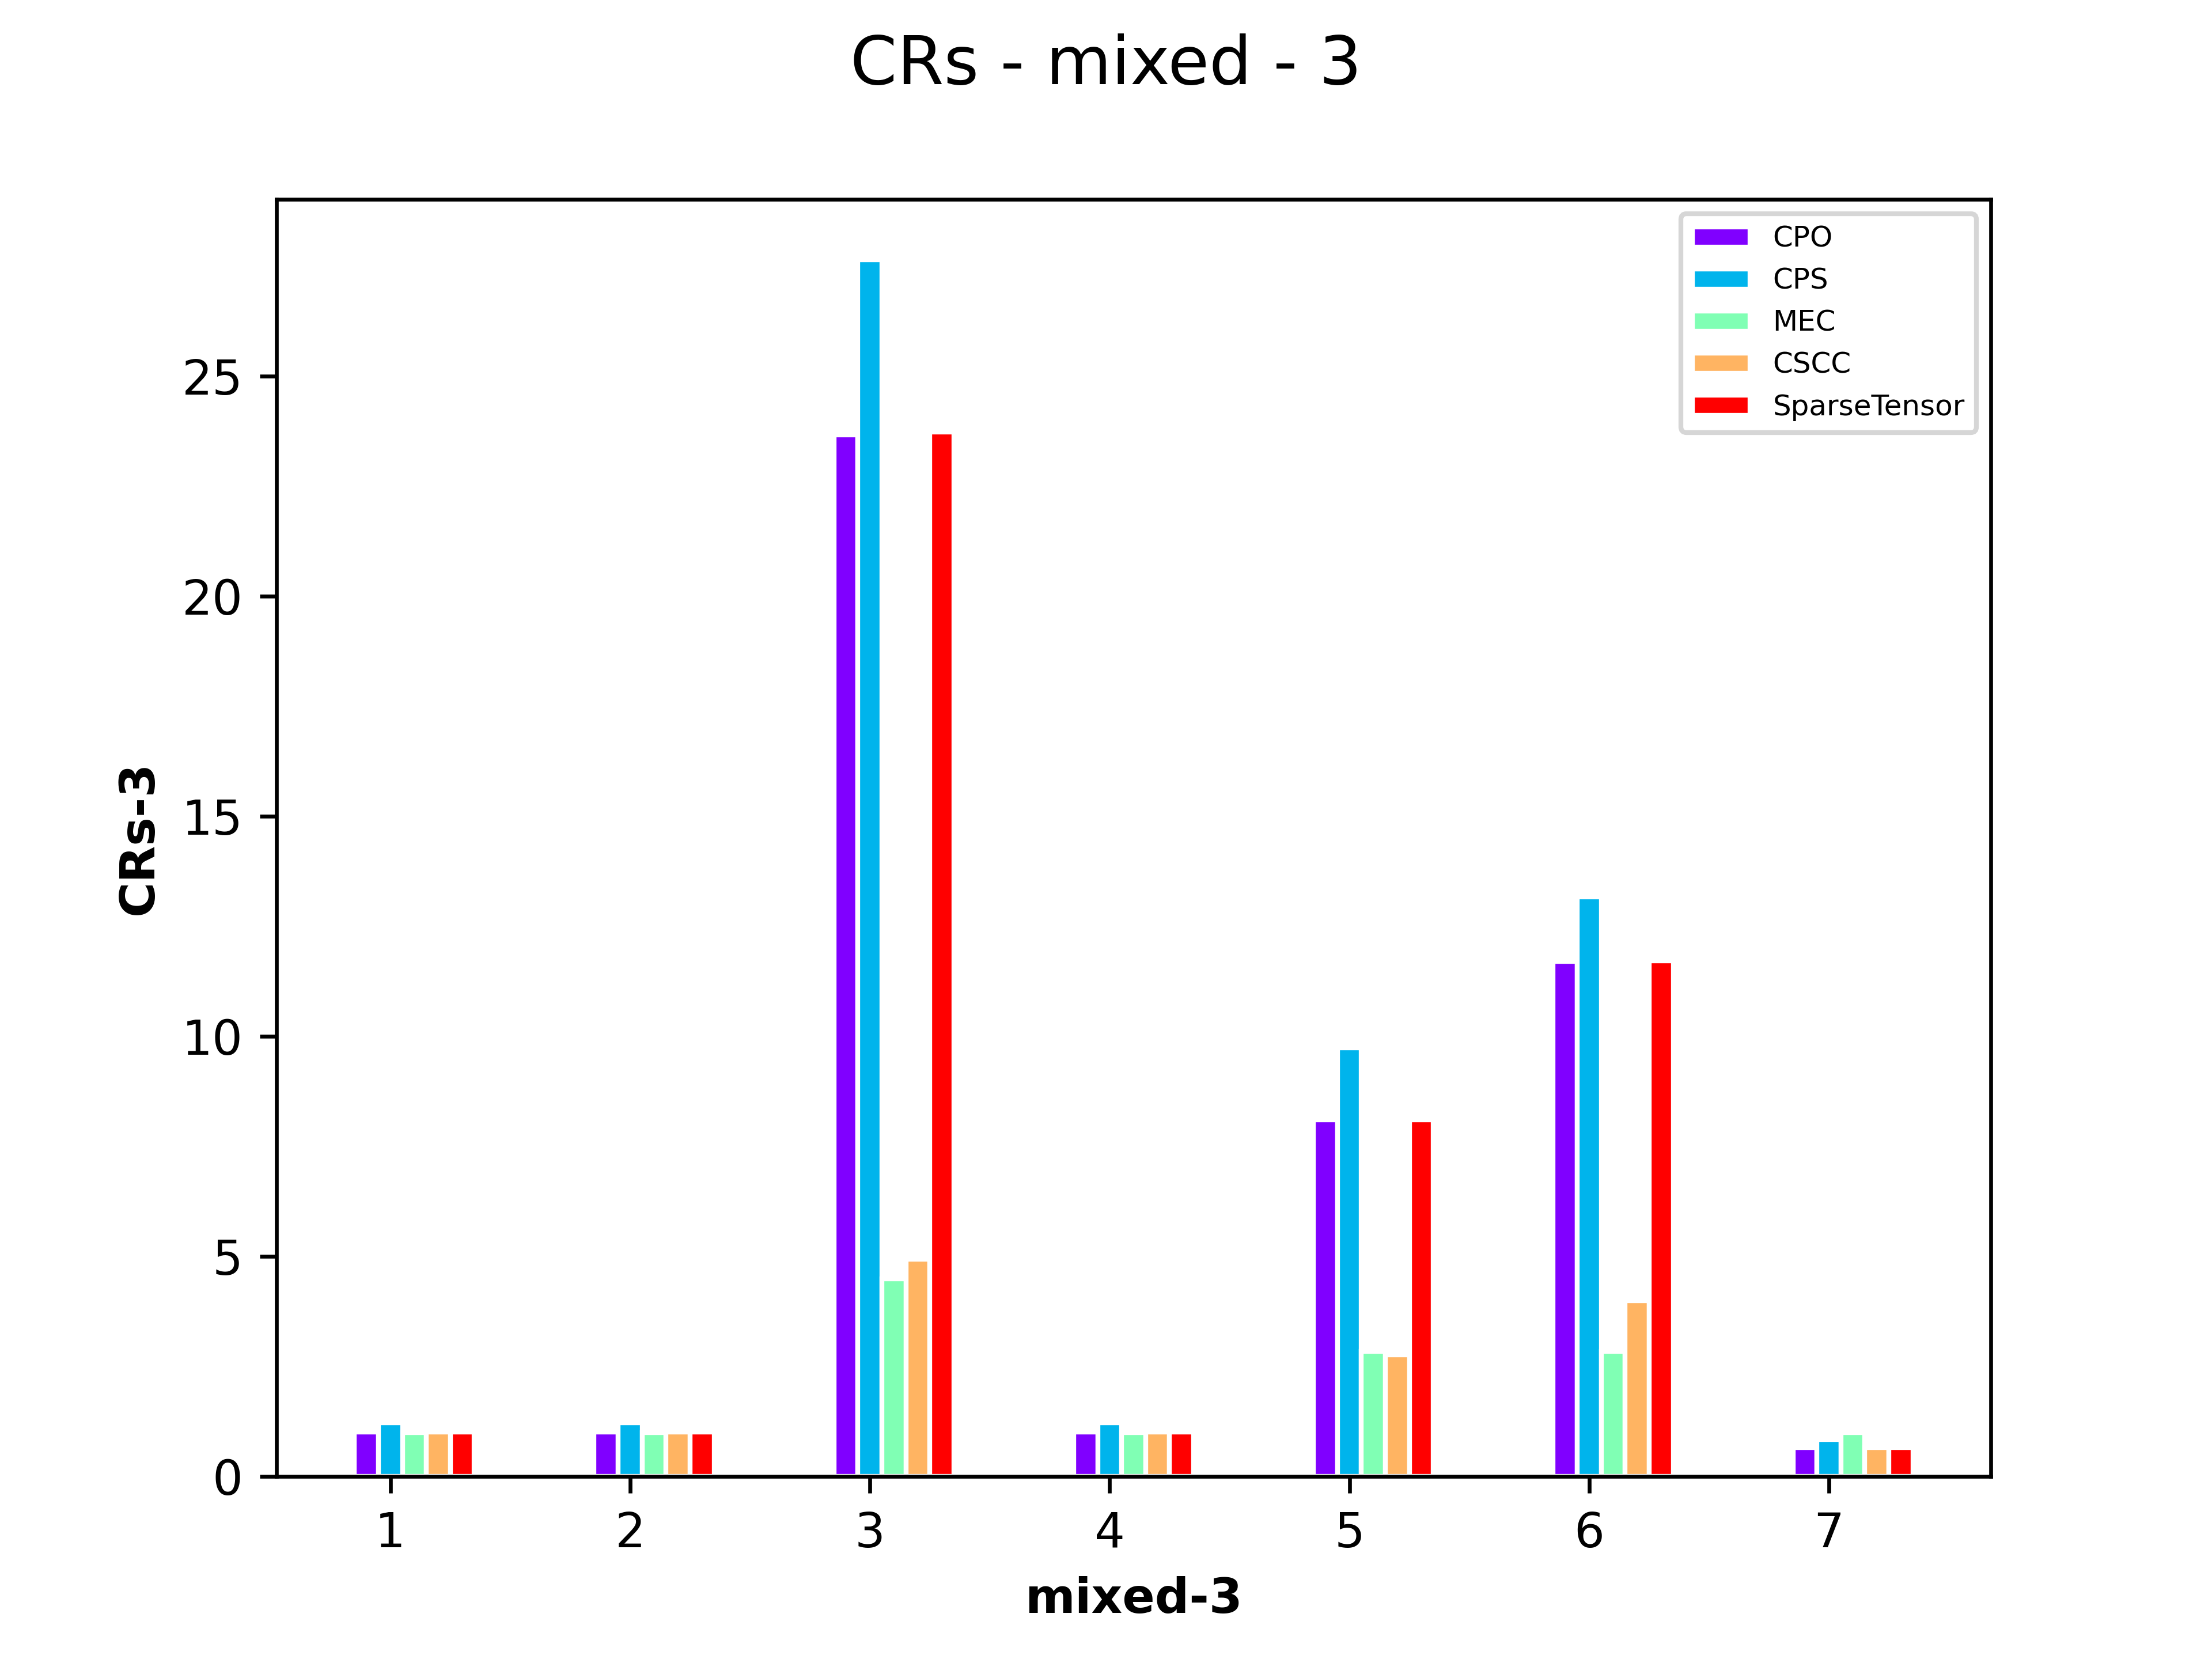 CRs - mixed - 3
CPO
CPS
MEC
CSCC
SparseTensor
25
20
15
10
5
0
CRs-3
1 2 3 4 5 6 7
mixed-3